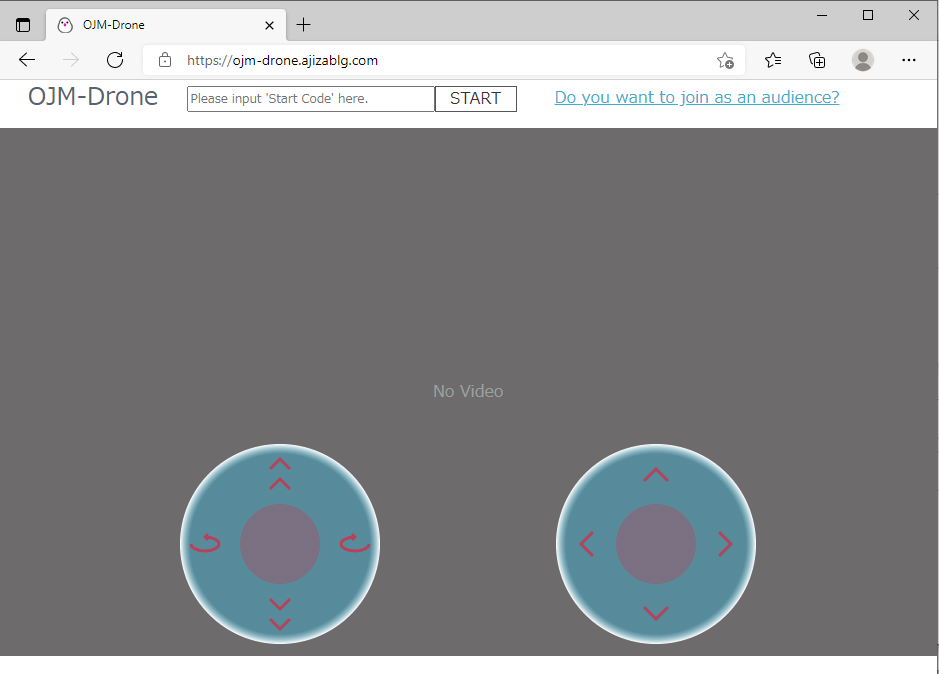 OJM-Drone
https://ojm-drone.ajizablg.com
OJM-Drone
Please input 'Start Code' here.
START
Do you want to join as an audience?
No Video